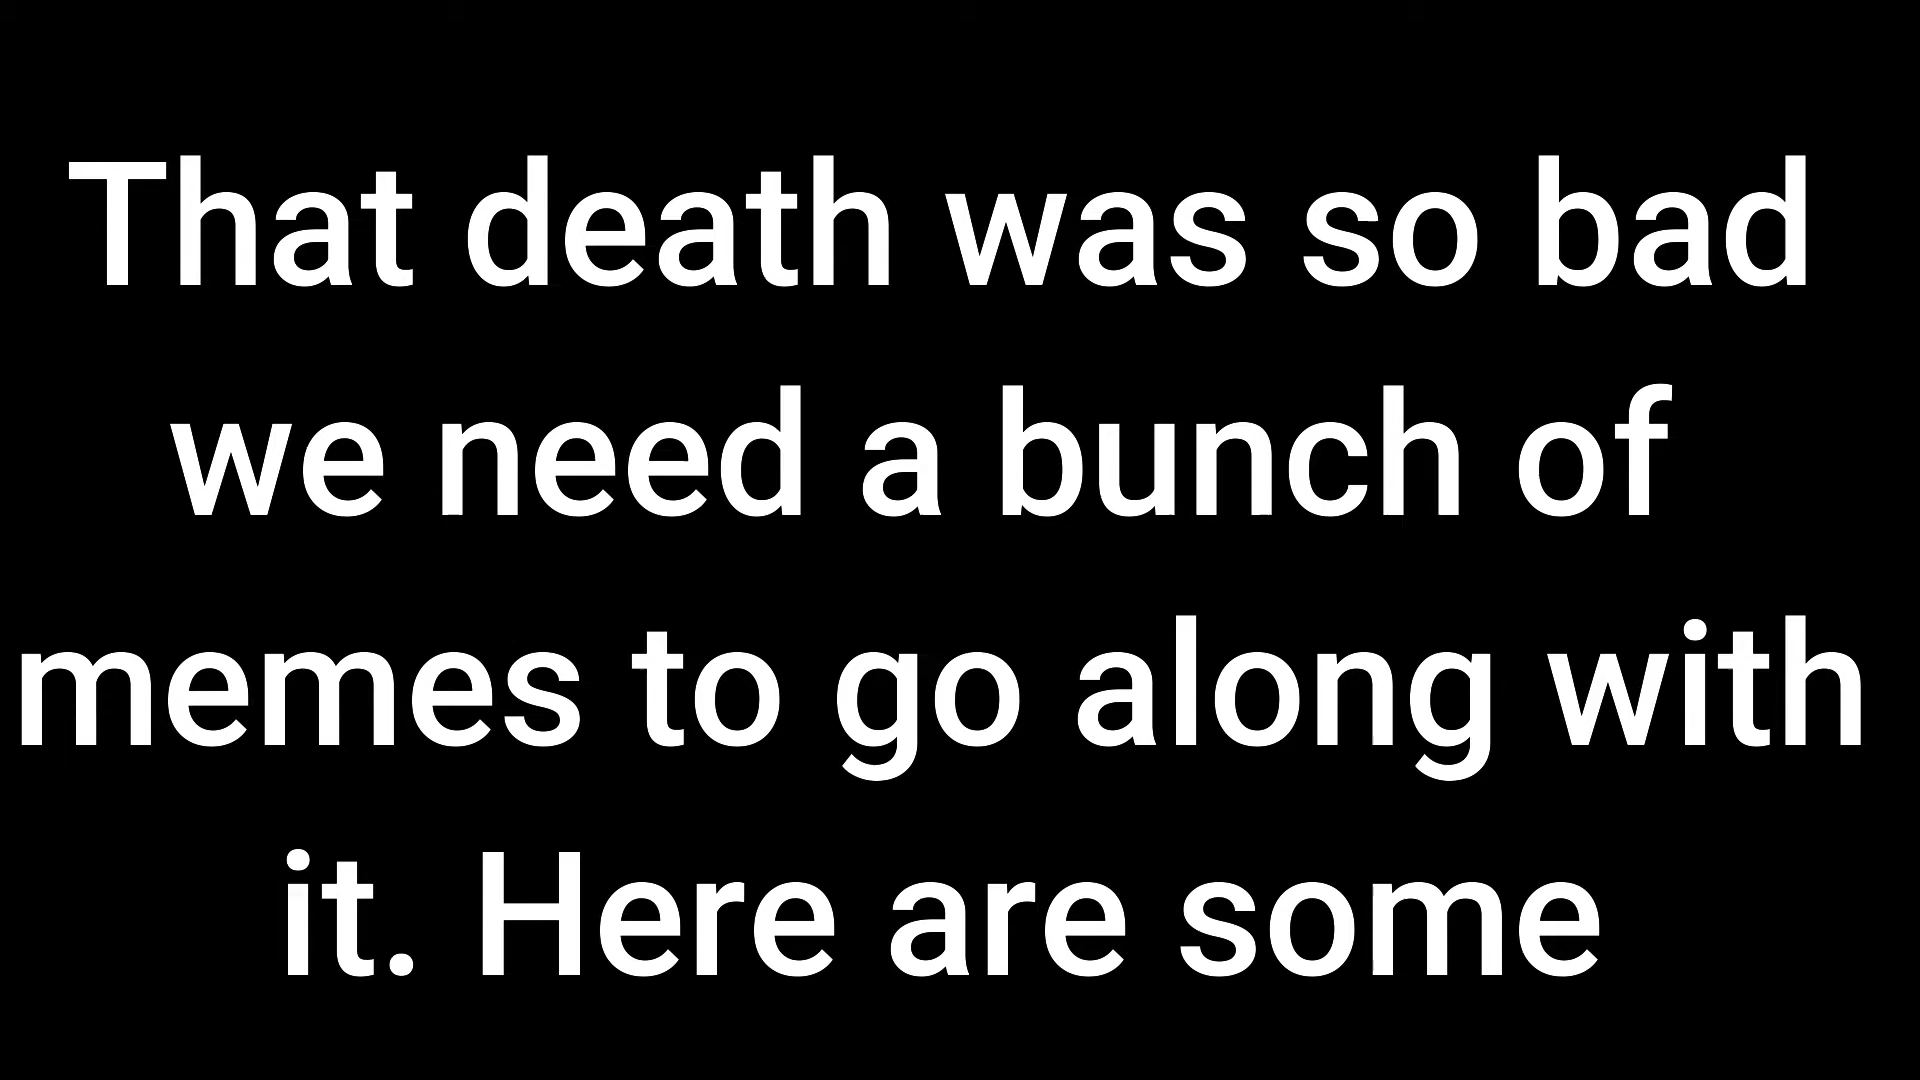 That death was so bad
we need a bunch of
memes to go along with
it. Here are some